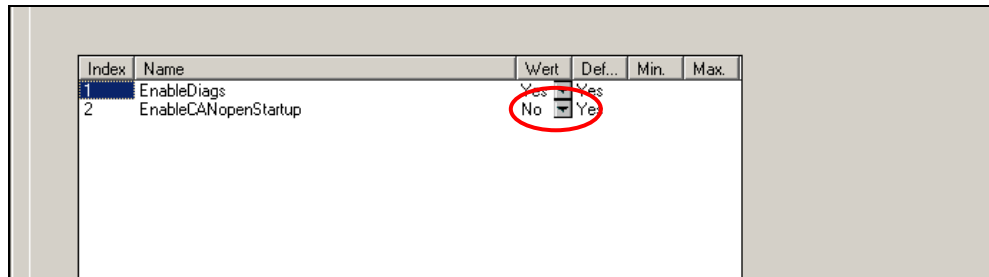 Index Name Wert Def... Min. Max.
1 EnableDiags Yes Yes
2 EnableCANopenStartup No Yes